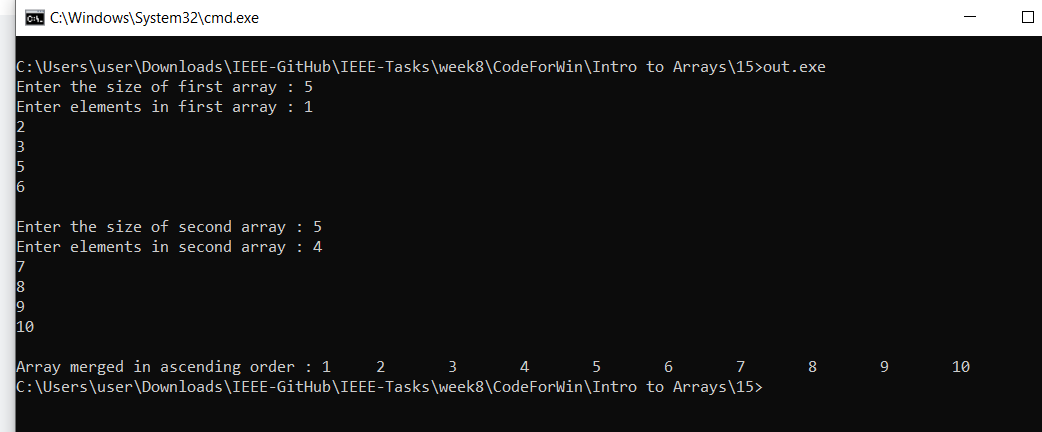 C:\Windows\System32\cmd.exe
C:\Users\user\Downloads\IEEE-GitHub\IEEE-Tasks\week8\CodeForWin\Intro to Arrays\15>out.exe
Enter the size of first array : 5
Enter elements in first array : 1
2
3
5
6
Enter the size of second array : 5
Enter elements in second array : 4
7
8
9
10
Array merged in ascending order : 1 2 3 4 5 6 7 8 9 10
C:\Users\user\Downloads\IEEE-GitHub\IEEE-Tasks\week8\CodeForWin\Intro to Arrays\15>